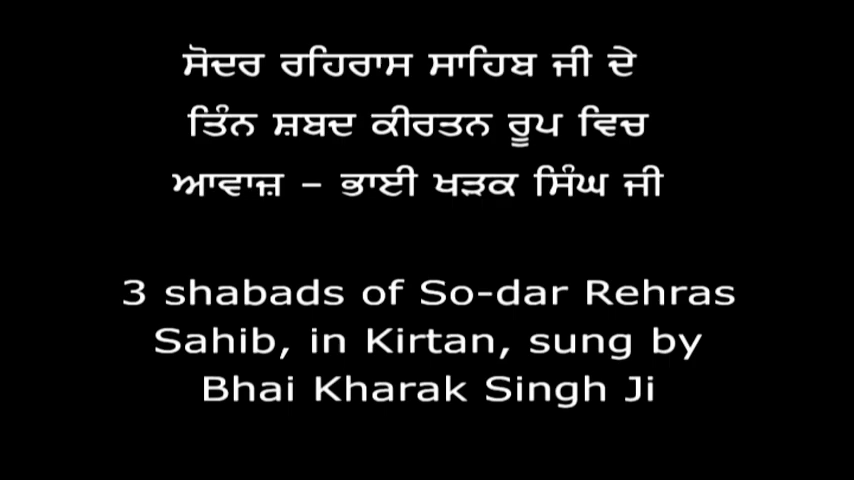 ਸੋਦਰ ਰਹਿਰਾਸ ਸਾਹਿਬ ਜੀ ਦੇ
ਤਿੰਨ ਸ਼ਬਦ ਕੀਰਤਨ ਰੂਪ ਵਿਚ
ਆਵਾਜ਼ – ਭਾਈ ਖੜਕ ਸਿੰਘ ਜੀ
3 shabads of So-dar Rehras
Sahib, in Kirtan, sung by
Bhai Kharak Singh Ji